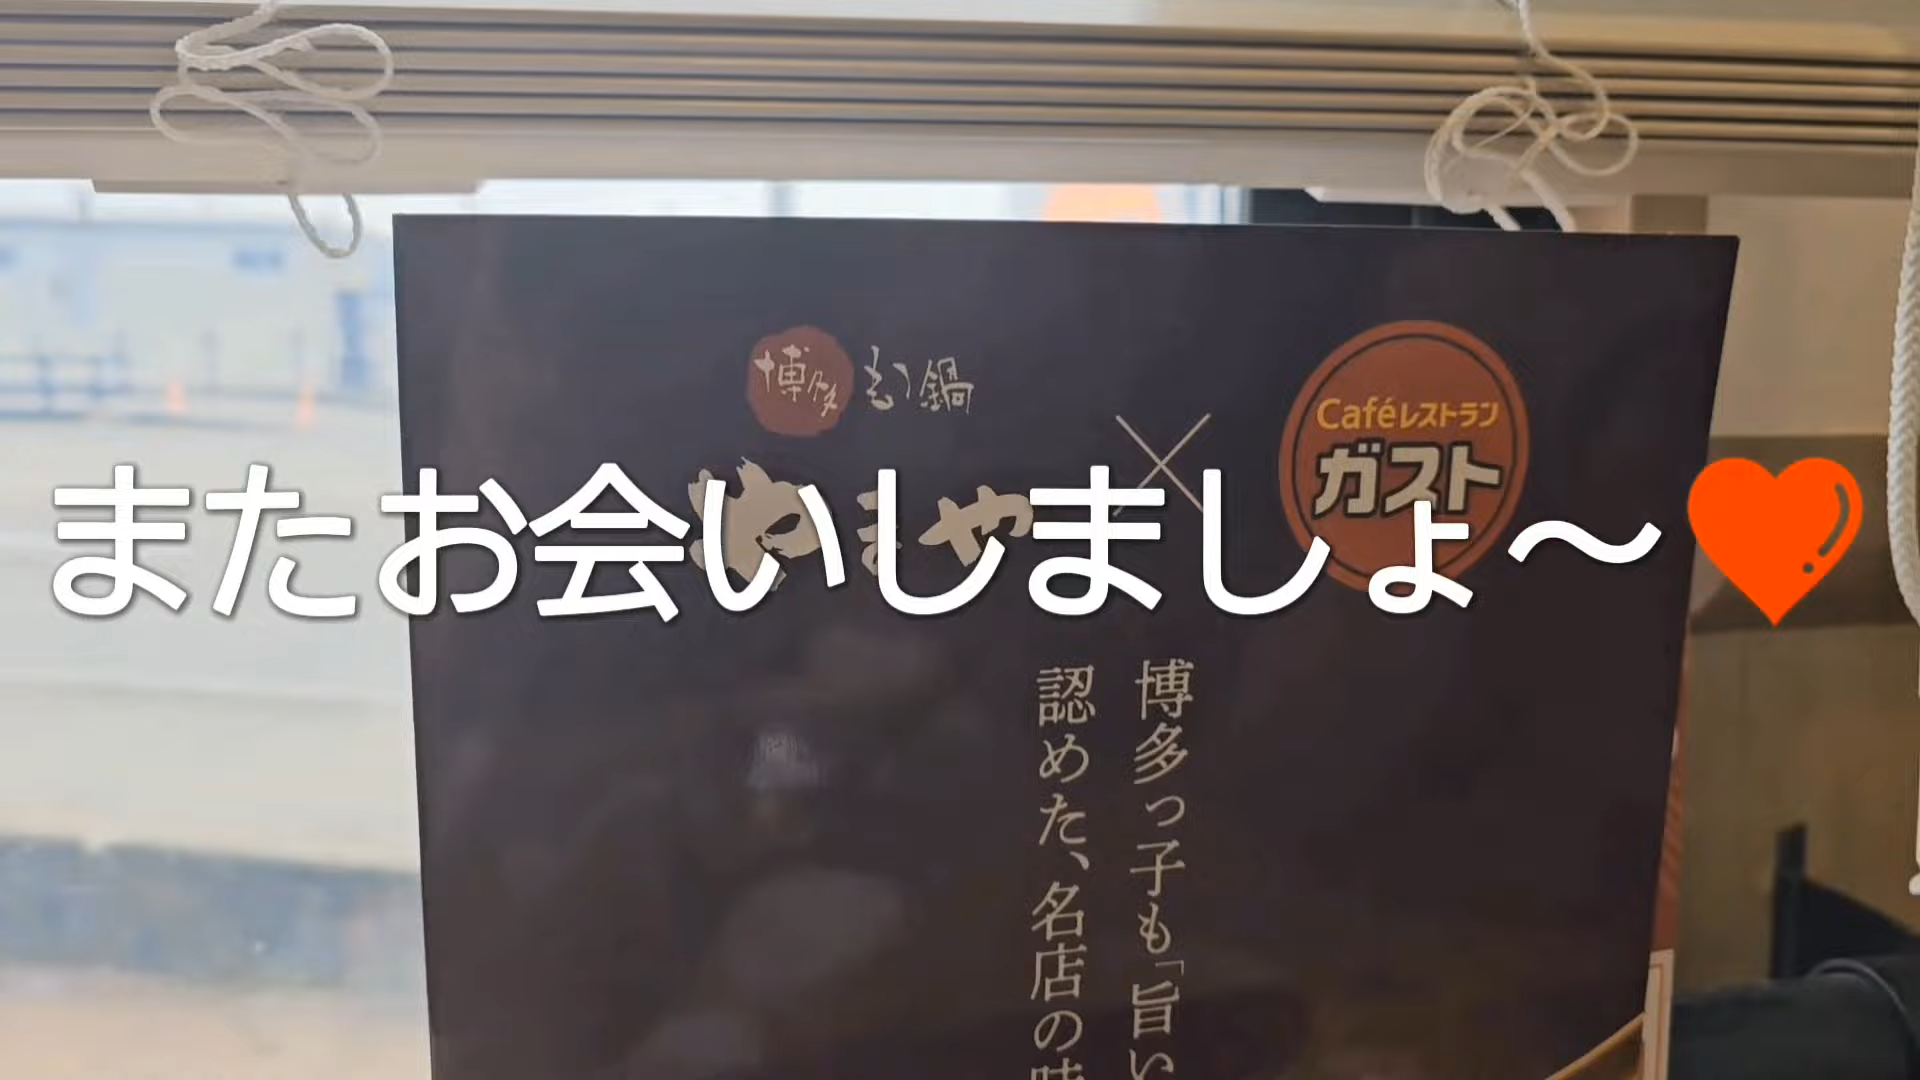 博多もつ鍋
やまや
×
Caféレストラン
ガスト
またお会いしましょ〜
博多っ子も「旨い
認めた、名店の味